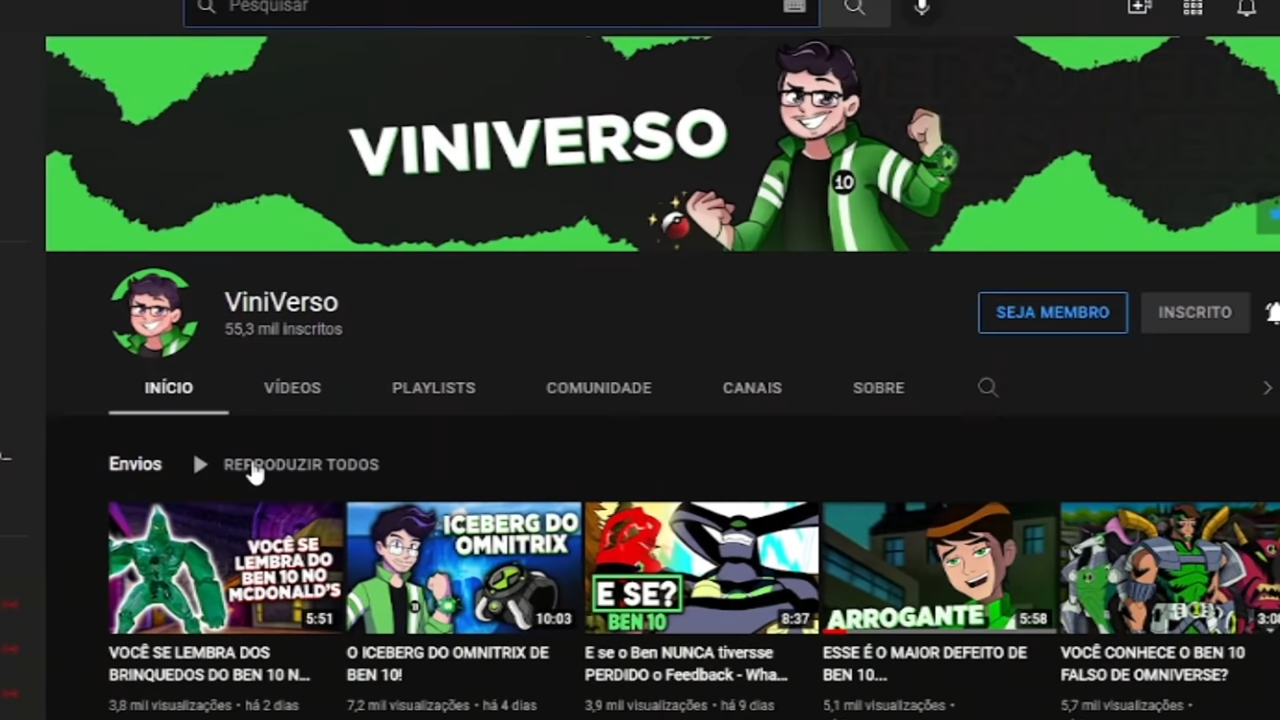 Pesquisar
VINIVERSO
10
ViniVerso
55,3 mil inscritos
SEJA MEMBRO
INSCRITO
INÍCIO
VÍDEOS
PLAYLISTS
COMUNIDADE
CANAIS
SOBRE
Envios
REPRODUZIR TODOS
VOCÊ SE
LEMBRA DO
BEN 10 NO
MCDONALD'S
5:51
ICEBERG DO
OMNITRIX
10:03
E SE?
BEN 10
8:37
ARROGANTE
5:58
VOCÊ SE LEMBRA DOS
BRINQUEDOS DO BEN 10 N...
3,8 mil visualizações • há 2 dias
O ICEBERG DO OMNITRIX DE
BEN 10!
7,2 mil visualizações • há 4 dias
E se o Ben NUNCA tiversse
PERDIDO o Feedback - Wha...
3,9 mil visualizações • há 9 dias
ESSE É O MAIOR DEFEITO DE
BEN 10...
5,1 mil visualizações •
VOCÊ CONHECE O BEN 10
FALSO DE OMNIVERSE?
5,7 mil visualizações •